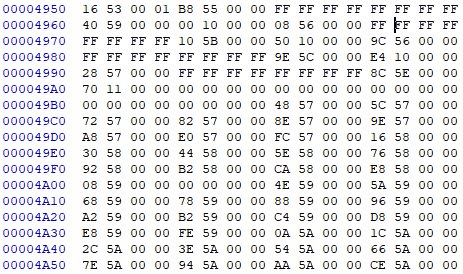 00004950 16 53 00 01 B8 55 00 00 FF FF FF FF FF FF FF FF
00004960 40 59 00 00 00 10 00 00 08 56 00 00 FF FF FF FF
00004970 FF FF FF FF 10 5B 00 00 50 10 00 00 9C 56 00 00
00004980 FF FF FF FF FF FF FF FF 9E 5C 00 00 E4 10 00 00
00004990 28 57 00 00 FF FF FF FF FF FF FF FF 8C 5E 00 00
000049A0 70 11 00 00 00 00 00 00 00 00 00 00 00 00 00 00
000049B0 00 00 00 00 00 00 00 00 48 57 00 00 5C 57 00 00
000049C0 72 57 00 00 82 57 00 00 8E 57 00 00 9E 57 00 00
000049D0 A8 57 00 00 E0 57 00 00 FC 57 00 00 16 58 00 00
000049E0 30 58 00 00 44 58 00 00 5E 58 00 00 76 58 00 00
000049F0 92 58 00 00 B2 58 00 00 CA 58 00 00 E8 58 00 00
00004A00 08 59 00 00 00 00 00 00 4E 59 00 00 5A 59 00 00
00004A10 68 59 00 00 78 59 00 00 88 59 00 00 96 59 00 00
00004A20 A2 59 00 00 B2 59 00 00 C4 59 00 00 D8 59 00 00
00004A30 E8 59 00 00 FE 59 00 00 0A 5A 00 00 1C 5A 00 00
00004A40 2C 5A 00 00 3E 5A 00 00 54 5A 00 00 66 5A 00 00
00004A50 7E 5A 00 00 94 5A 00 00 AA 5A 00 00 CE 5A 00 00